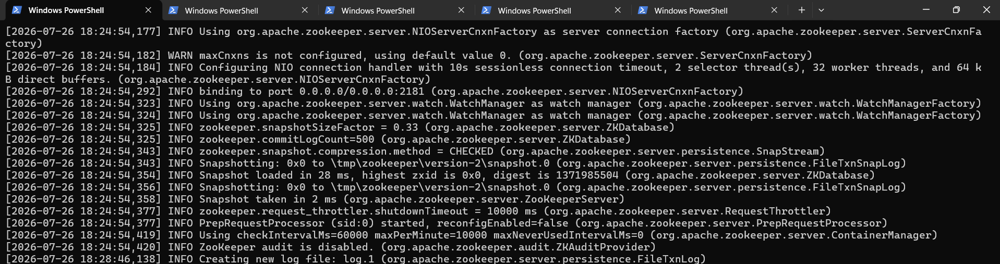 Windows PowerShell
Windows PowerShell
Windows PowerShell
Windows PowerShell
Windows PowerShell
[2026-07-26 18:24:54,177] INFO Using org.apache.zookeeper.server.NIOServerCnxnFactory as server connection factory (org.apache.zookeeper.server.ServerCnxnFa
ctory)
[2026-07-26 18:24:54,182] WARN maxCnxns is not configured, using default value 0. (org.apache.zookeeper.server.ServerCnxnFactory)
[2026-07-26 18:24:54,184] INFO Configuring NIO connection handler with 10s sessionless connection timeout, 2 selector thread(s), 32 worker threads, and 64 k
B direct buffers. (org.apache.zookeeper.server.NIOServerCnxnFactory)
[2026-07-26 18:24:54,292] INFO binding to port 0.0.0.0/0.0.0.0:2181 (org.apache.zookeeper.server.NIOServerCnxnFactory)
[2026-07-26 18:24:54,323] INFO Using org.apache.zookeeper.server.watch.WatchManager as watch manager (org.apache.zookeeper.server.watch.WatchManagerFactory)
[2026-07-26 18:24:54,324] INFO Using org.apache.zookeeper.server.watch.WatchManager as watch manager (org.apache.zookeeper.server.watch.WatchManagerFactory)
[2026-07-26 18:24:54,325] INFO zookeeper.snapshotSizeFactor = 0.33 (org.apache.zookeeper.server.ZKDatabase)
[2026-07-26 18:24:54,325] INFO zookeeper.commitLogCount=500 (org.apache.zookeeper.server.ZKDatabase)
[2026-07-26 18:24:54,343] INFO zookeeper.snapshot.compression.method = CHECKED (org.apache.zookeeper.server.persistence.SnapStream)
[2026-07-26 18:24:54,343] INFO Snapshotting: 0x0 to \tmp\zookeeper\version-2\snapshot.0 (org.apache.zookeeper.server.persistence.FileTxnSnapLog)
[2026-07-26 18:24:54,354] INFO Snapshot loaded in 28 ms, highest zxid is 0x0, digest is 1371985504 (org.apache.zookeeper.server.ZKDatabase)
[2026-07-26 18:24:54,356] INFO Snapshotting: 0x0 to \tmp\zookeeper\version-2\snapshot.0 (org.apache.zookeeper.server.persistence.FileTxnSnapLog)
[2026-07-26 18:24:54,358] INFO Snapshot taken in 2 ms (org.apache.zookeeper.server.ZooKeeperServer)
[2026-07-26 18:24:54,377] INFO zookeeper.request_throttler.shutdownTimeout = 10000 ms (org.apache.zookeeper.server.RequestThrottler)
[2026-07-26 18:24:54,377] INFO PrepRequestProcessor (sid:0) started, reconfigEnabled=false (org.apache.zookeeper.server.PrepRequestProcessor)
[2026-07-26 18:24:54,419] INFO Using checkIntervalMs=60000 maxPerMinute=10000 maxNeverUsedIntervalMs=0 (org.apache.zookeeper.server.ContainerManager)
[2026-07-26 18:24:54,420] INFO ZooKeeper audit is disabled. (org.apache.zookeeper.audit.ZKAuditProvider)
[2026-07-26 18:28:46,138] INFO Creating new log file: log.1 (org.apache.zookeeper.server.persistence.FileTxnLog)